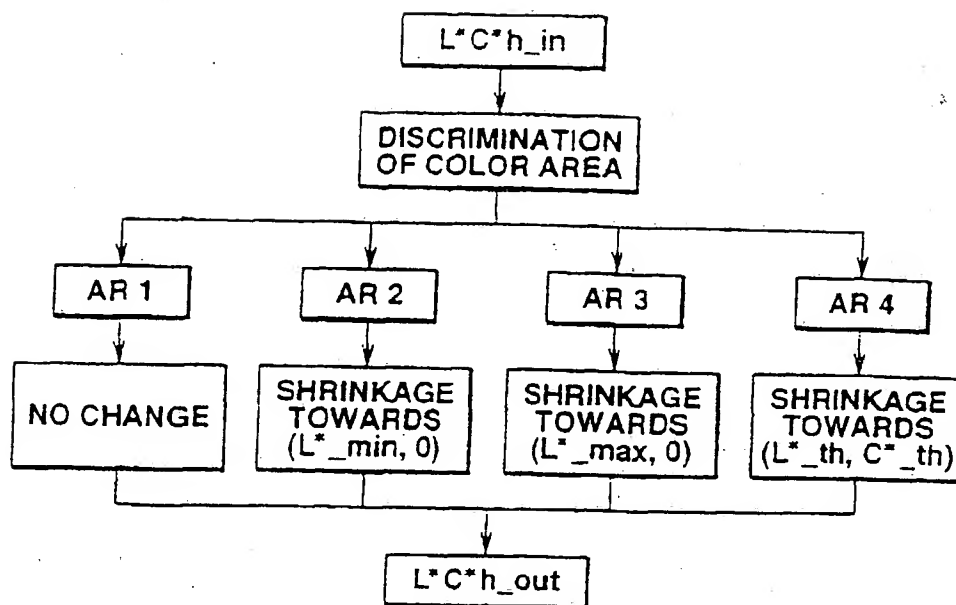 L*C*h_in
DISCRIMINATION
OF COLOR AREA
AR 1
AR 2
AR 3
AR 4
NO CHANGE
SHRINKAGE
TOWARDS
(L*_min, 0)
SHRINKAGE
TOWARDS
(L*_max, 0)
SHRINKAGE
TOWARDS
(L*_th, C*_th)
L*C*h_out